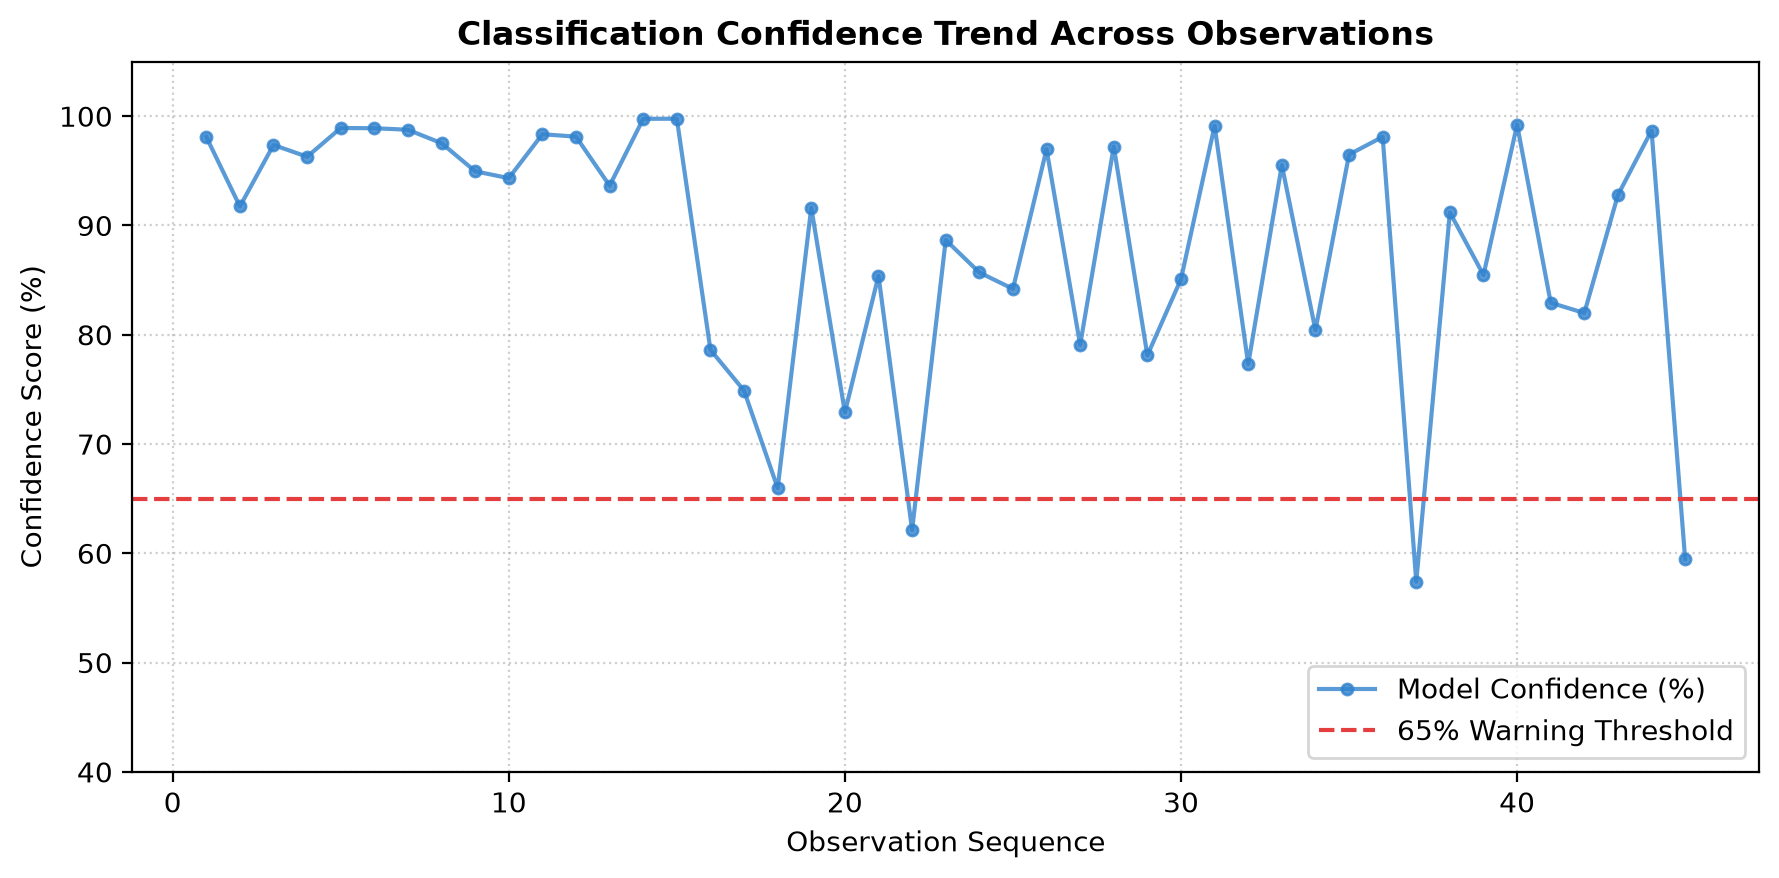 Classification Confidence Trend Across Observations
Confidence Score (%)
100
90
80
70
60
50
40
0 10 20 30 40
Observation Sequence
Model Confidence (%)
65% Warning Threshold